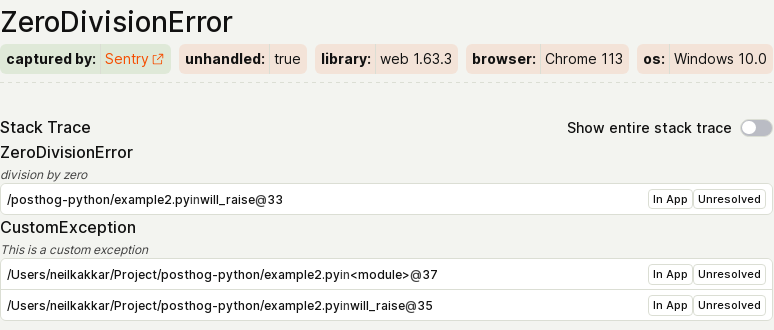 ZeroDivisionError
captured by: Sentry unhandled: true library: web 1.63.3 browser: Chrome 113 os: Windows 10.0
Stack Trace Show entire stack trace
ZeroDivisionError
division by zero
/posthog-python/example2.pyinwill_raise@33 In App Unresolved
CustomException
This is a custom exception
/Users/neilkakkar/Project/posthog-python/example2.pyin<module>@37 In App Unresolved
/Users/neilkakkar/Project/posthog-python/example2.pyinwill_raise@35 In App Unresolved